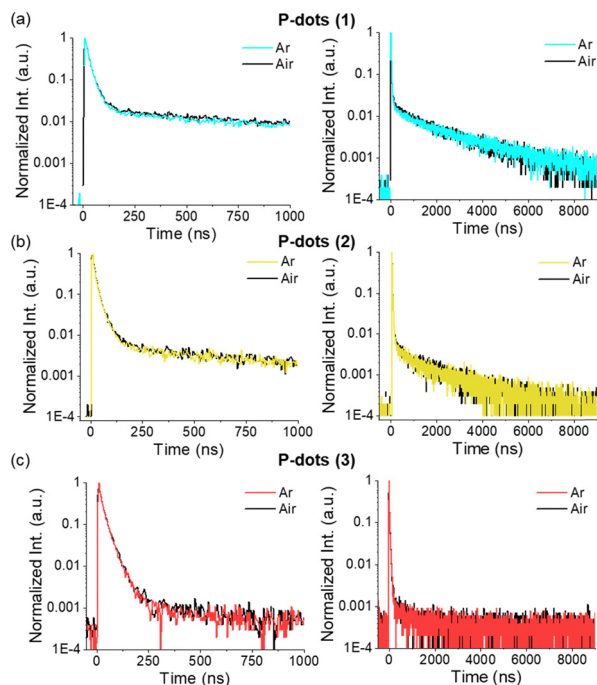 (a)
P-dots (1)
Normalized Int. (a.u.)
1
0.1
0.01
0.001
1E-4
Ar
Air
0 250 500 750 1000
Time (ns)
Normalized Int. (a.u.)
1
0.1
0.01
0.001
1E-4
Ar
Air
0 2000 4000 6000 8000
Time (ns)
(b)
P-dots (2)
Normalized Int. (a.u.)
1
0.1
0.01
0.001
1E-4
Ar
Air
0 250 500 750 1000
Time (ns)
Normalized Int. (a.u.)
1
0.1
0.01
0.001
1E-4
Ar
Air
0 2000 4000 6000 8000
Time (ns)
(c)
P-dots (3)
Normalized Int. (a.u.)
1
0.1
0.01
0.001
1E-4
Ar
Air
0 250 500 750 1000
Time (ns)
Normalized Int. (a.u.)
1
0.1
0.01
0.001
1E-4
Ar
Air
0 2000 4000 6000 8000
Time (ns)